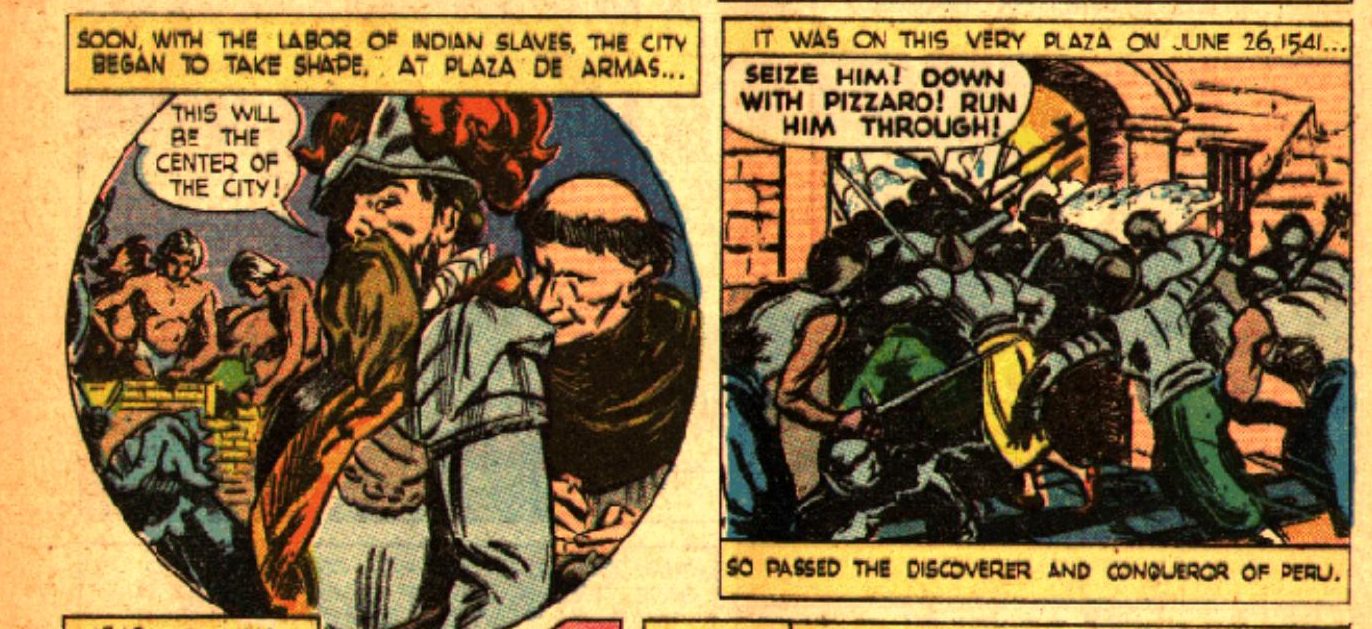 SOON, WITH THE LABOR OF INDIAN SLAVES, THE CITY
BEGAN TO TAKE SHAPE. . AT PLAZA DE ARMAS...
THIS WILL
BE THE
CENTER OF
THE CITY!
IT WAS ON THIS VERY PLAZA ON JUNE 26, 1541...
SEIZE HIM! DOWN
WITH PIZZARO! RUN
HIM THROUGH!
SO PASSED THE DISCOVERER AND CONQUEROR OF PERU.